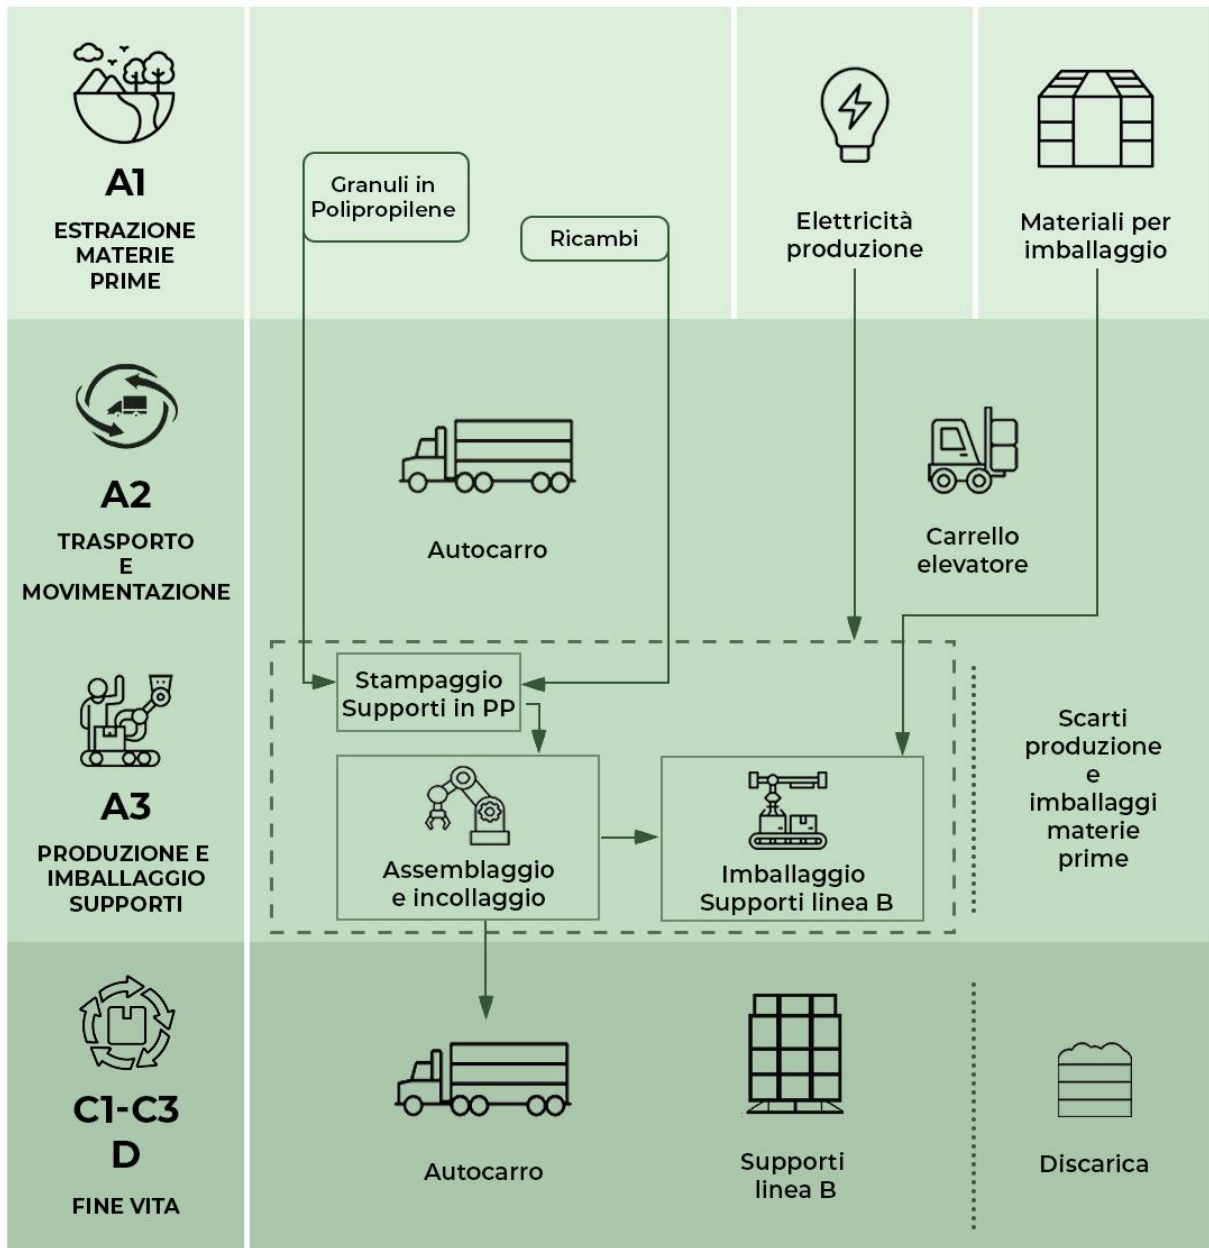 A1
ESTRAZIONE
MATERIE
PRIME
Granuli in
Polipropilene
Ricambi
Elettricità
produzione
Materiali per
imballaggio
A2
TRASPORTO
E
MOVIMENTAZIONE
Autocarro
Carrello
elevatore
A3
PRODUZIONE E
IMBALLAGGIO
SUPPORTI
Stampaggio
Supporti in PP
Assemblaggio
e incollaggio
Imballaggio
Supporti linea B
Scarti
produzione
e
imballaggi
materie
prime
C1-C3
D
FINE VITA
Autocarro
Supporti
linea B
Discarica